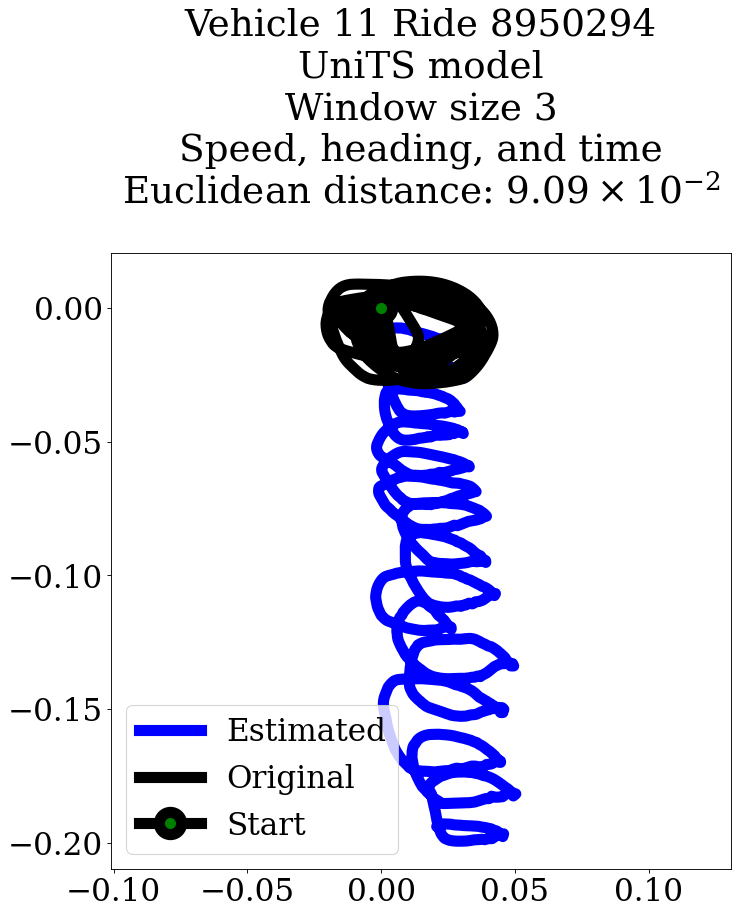 Vehicle 11 Ride 8950294
UniTS model
Window size 3
Speed, heading, and time
Euclidean distance: 9.09 × 10⁻²
0.00
−0.05
−0.10
−0.15
−0.20
Estimated
Original
Start
−0.10 −0.05 0.00 0.05 0.10